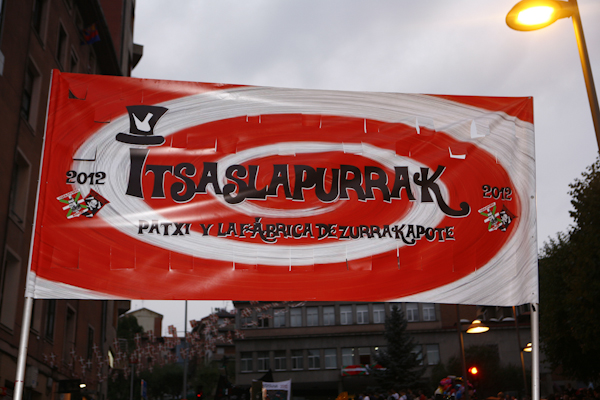 ITSASLAPURRAK
2012
2012
PATXI Y LA FÁBRICA DE ZURRAKAPOTE